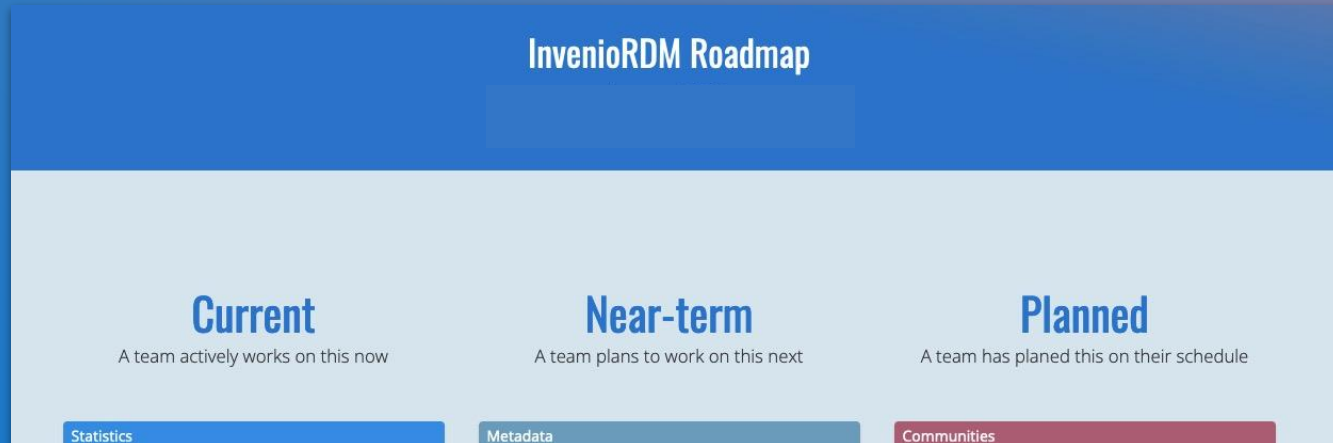 InvenioRDM Roadmap
Current
A team actively works on this now
Near-term
A team plans to work on this next
Planned
A team has planed this on their schedule
Statistics
Metadata
Communities